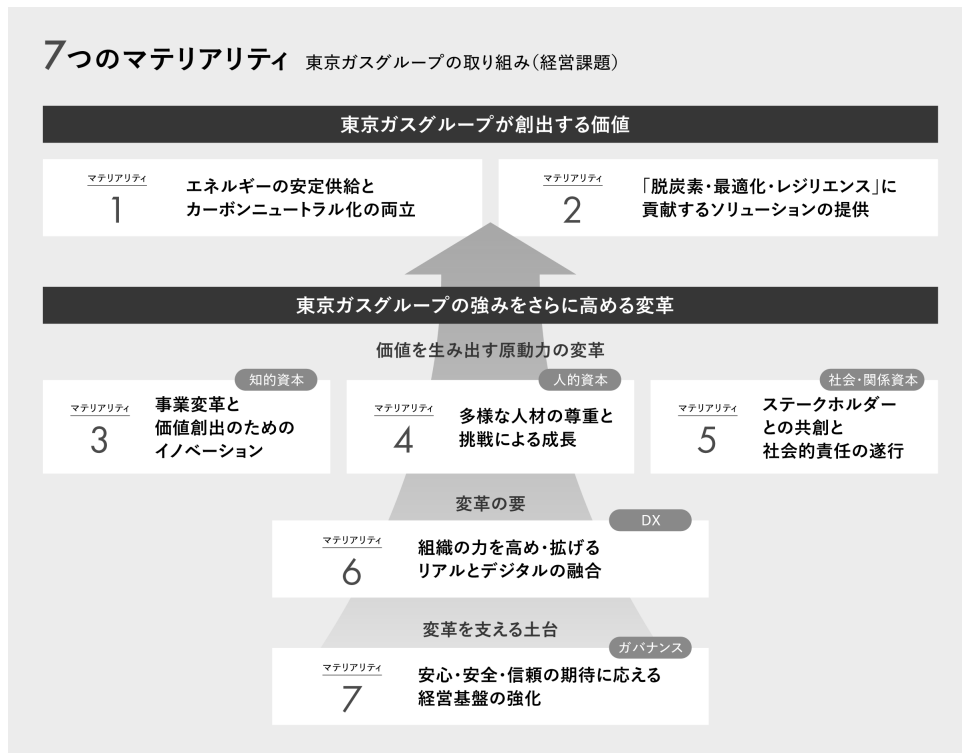 7つのマテリアリティ 東京ガスグループの取り組み（経営課題）
東京ガスグループが創出する価値
マテリアリティ
1
エネルギーの安定供給と
カーボンニュートラル化の両立
マテリアリティ
2
「脱炭素・最適化・レジリエンス」に
貢献するソリューションの提供
東京ガスグループの強みをさらに高める変革
価値を生み出す原動力の変革
知的資本
マテリアリティ
3
事業変革と
価値創出のための
イノベーション
人的資本
マテリアリティ
4
多様な人材の尊重と
挑戦による成長
社会・関係資本
マテリアリティ
5
ステークホルダー
との共創と
社会的責任の遂行
変革の要
DX
マテリアリティ
6
組織の力を高め・拡げる
リアルとデジタルの融合
変革を支える土台
ガバナンス
マテリアリティ
7
安心・安全・信頼の期待に応える
経営基盤の強化